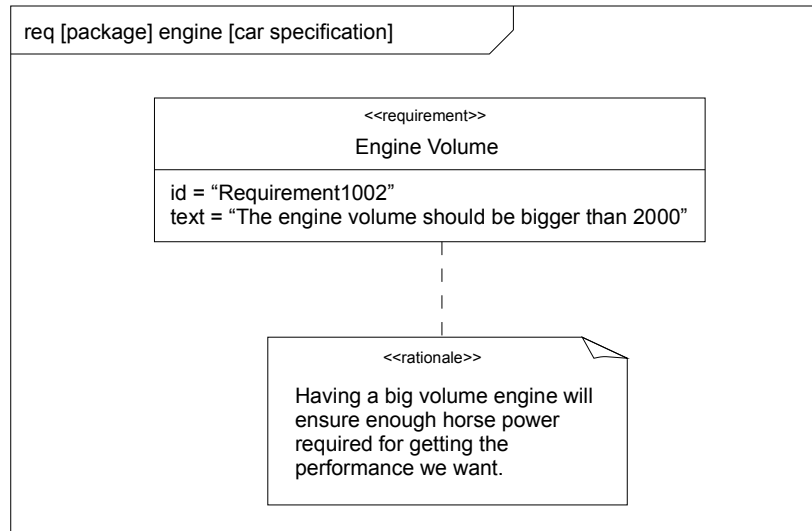 req [package] engine [car specification]
<<requirement>>
Engine Volume
id = “Requirement1002”
text = “The engine volume should be bigger than 2000”
<<rationale>>
Having a big volume engine will
ensure enough horse power
required for getting the
performance we want.